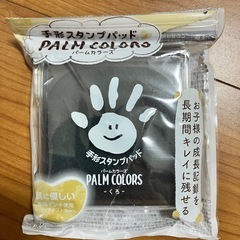 手形スタンプパッド
PALM COLORS
パームカラーズ
お子様の成長記録を
長期間キレイに残せる
手形スタンプパッド
パームカラーズ
PALM COLORS
-くろ-
肌に優しい